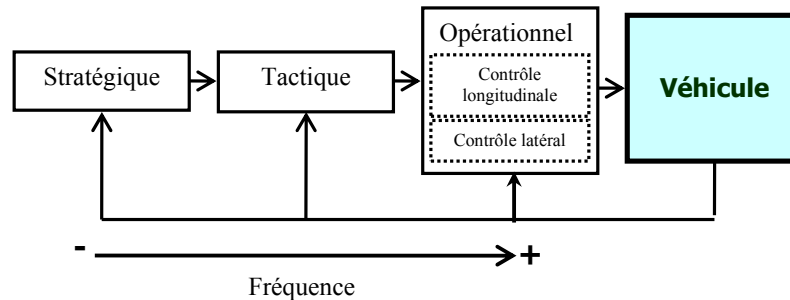 Opérationnel
Stratégique
Tactique
Contrôle
longitudinale
Véhicule
Contrôle latéral
- +
Fréquence